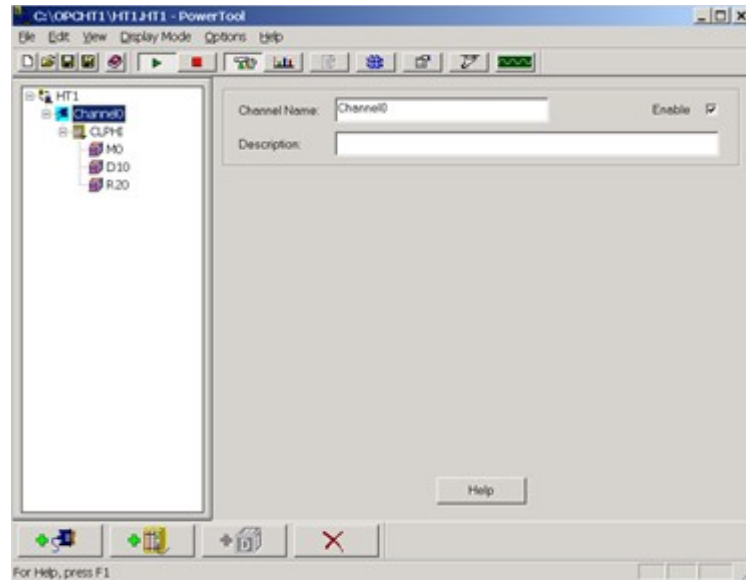 C:\OPCHT1\HT1.HT1 - PowerTool
File Edit View Display Mode Options Help
HT1
Channel0
CLPHI
M0
D10
R20
Channel Name: Channel0 Enable
Description:
Help
For Help, press F1